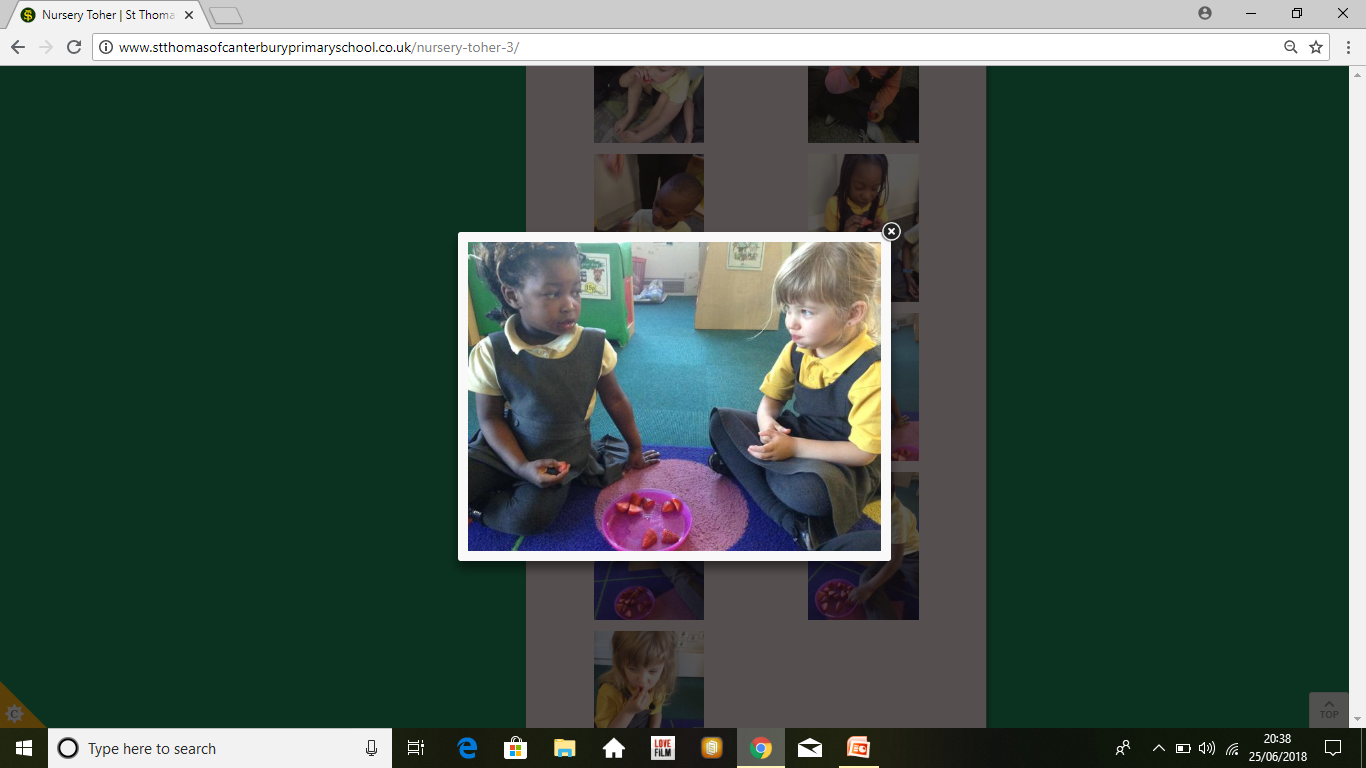 Nursery Toher | St Thoma
www.stthomasofcanterburyprimaryschool.co.uk/nursery-toher-3/
TOP
Type here to search
LOVE
FiLM
20:38
25/06/2018